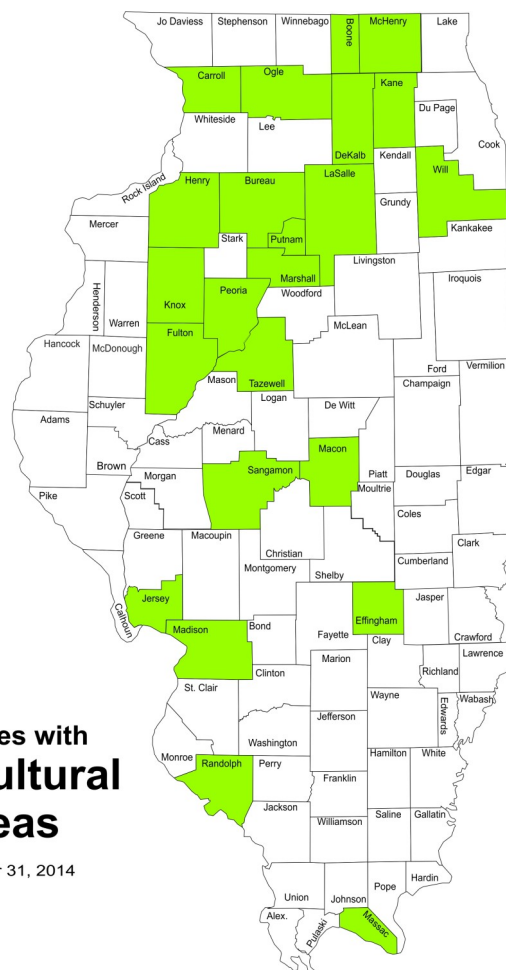 Jo Daviess
Stephenson
Winnebago
Boone
McHenry
Lake
Carroll
Ogle
Kane
Du Page
Whiteside
Lee
Cook
DeKalb
Kendall
Will
Rock Island
Henry
Bureau
LaSalle
Grundy
Mercer
Kankakee
Stark
Putnam
Livingston
Henderson
Warren
Knox
Peoria
Marshall
Woodford
Iroquois
Hancock
McDonough
Fulton
McLean
Ford
Vermilion
Mason
Tazewell
Champaign
Schuyler
Logan
De Witt
Adams
Menard
Cass
Macon
Brown
Morgan
Sangamon
Piatt
Douglas
Edgar
Pike
Scott
Moultrie
Coles
Greene
Macoupin
Christian
Clark
Montgomery
Shelby
Cumberland
Calhoun
Jersey
Effingham
Jasper
Madison
Bond
Fayette
Clay
Crawford
Marion
Richland
Lawrence
Clinton
St. Clair
Wayne
Edwards
Wabash
Jefferson
Washington
Monroe
Randolph
Perry
Hamilton
White
Franklin
Jackson
Williamson
Saline
Gallatin
Union
Johnson
Pope
Hardin
Alex.
Pulaski
Massac
es with
ultural
eas
r 31, 2014